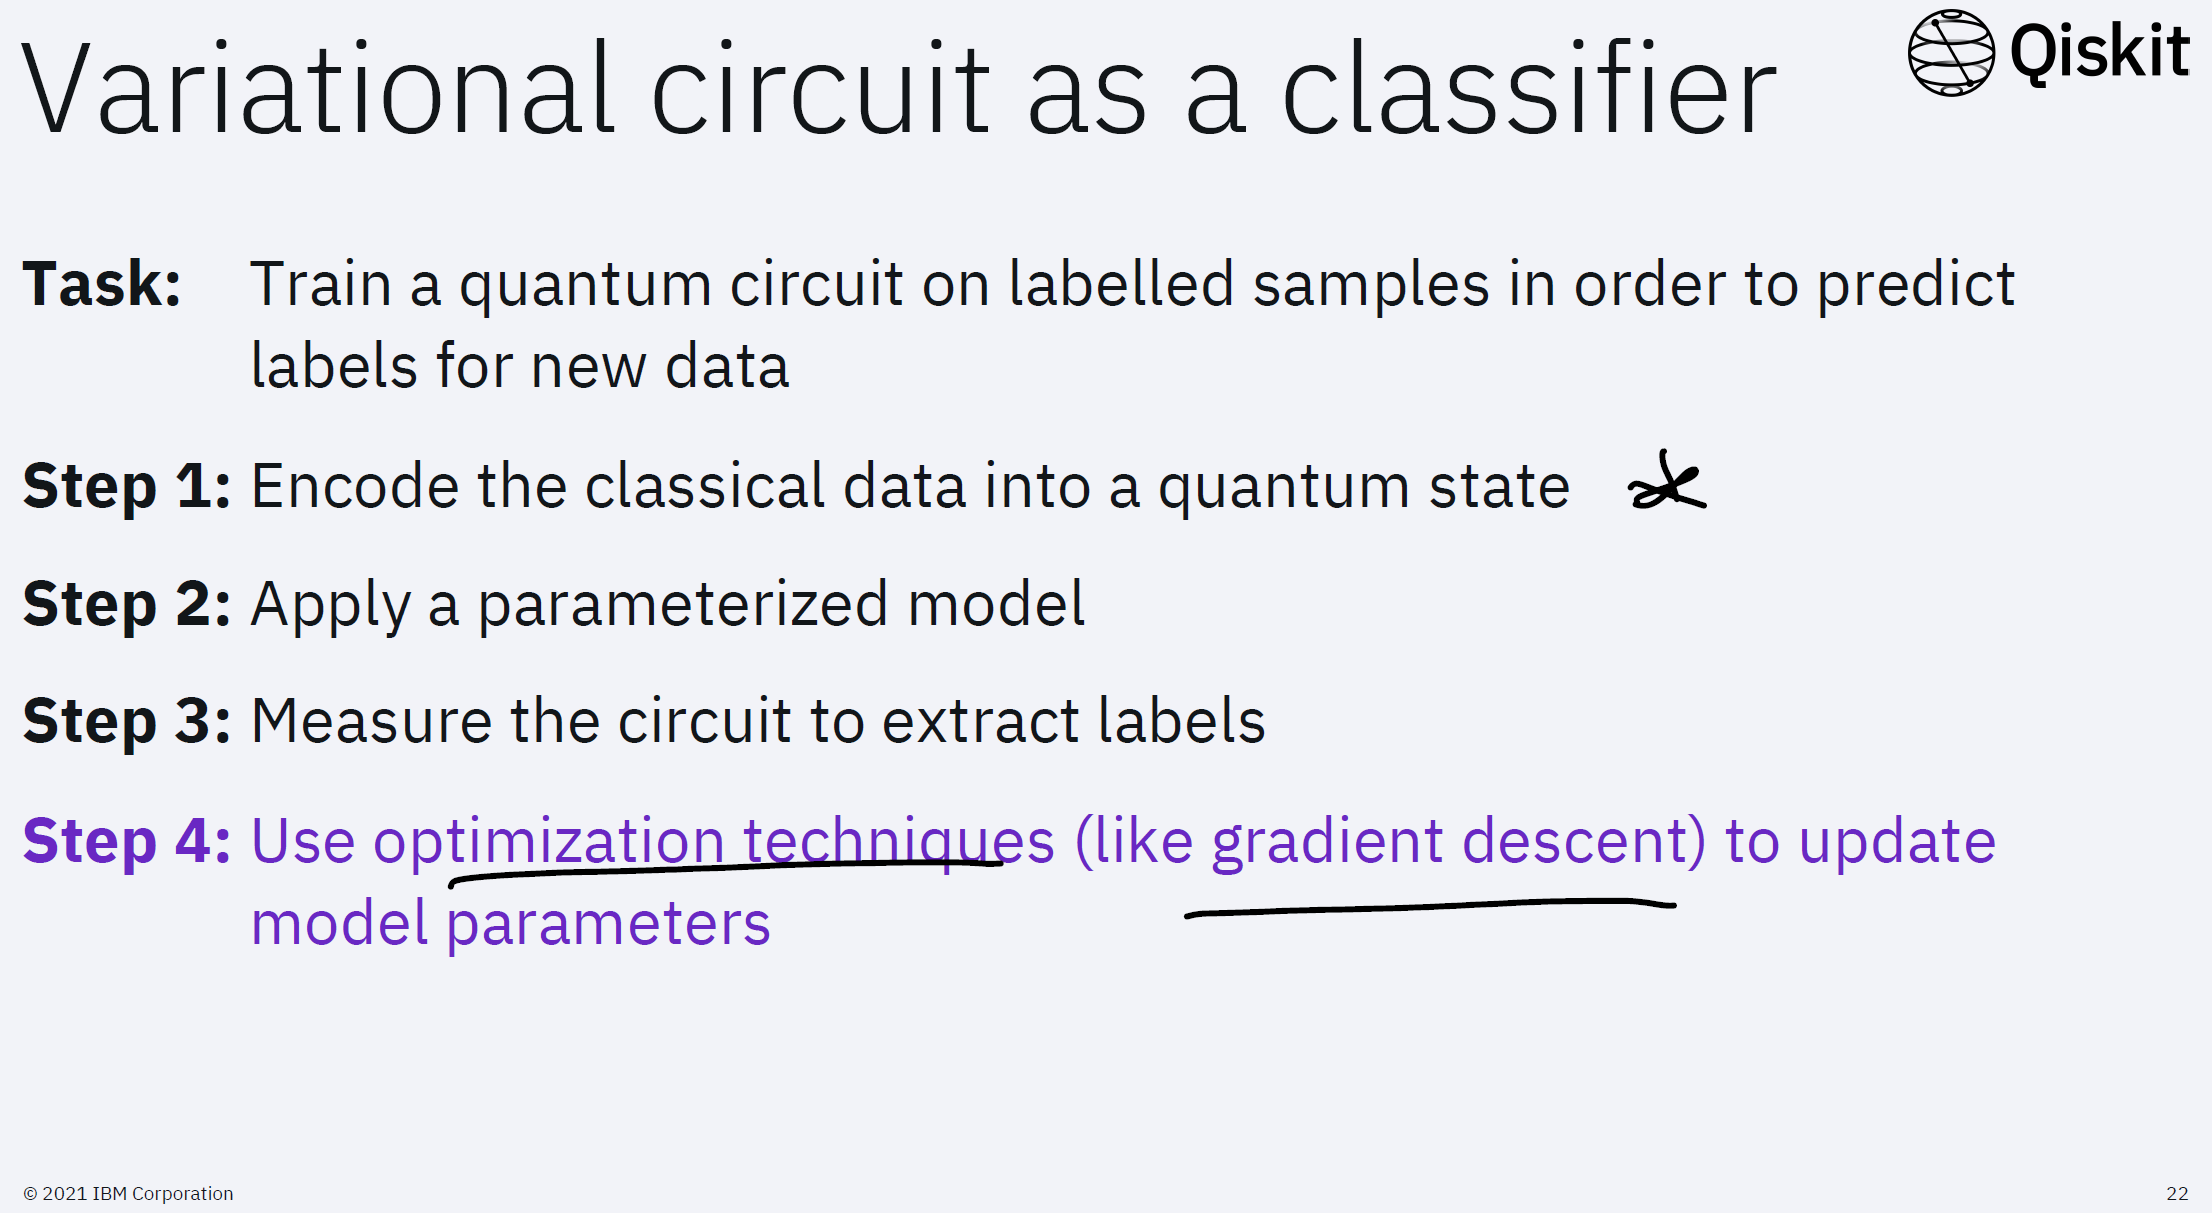 Variational circuit as a classifier
Qiskit
Task: Train a quantum circuit on labelled samples in order to predict
labels for new data
Step 1: Encode the classical data into a quantum state
Step 2: Apply a parameterized model
Step 3: Measure the circuit to extract labels
Step 4: Use optimization techniques (like gradient descent) to update
model parameters
© 2021 IBM Corporation
22